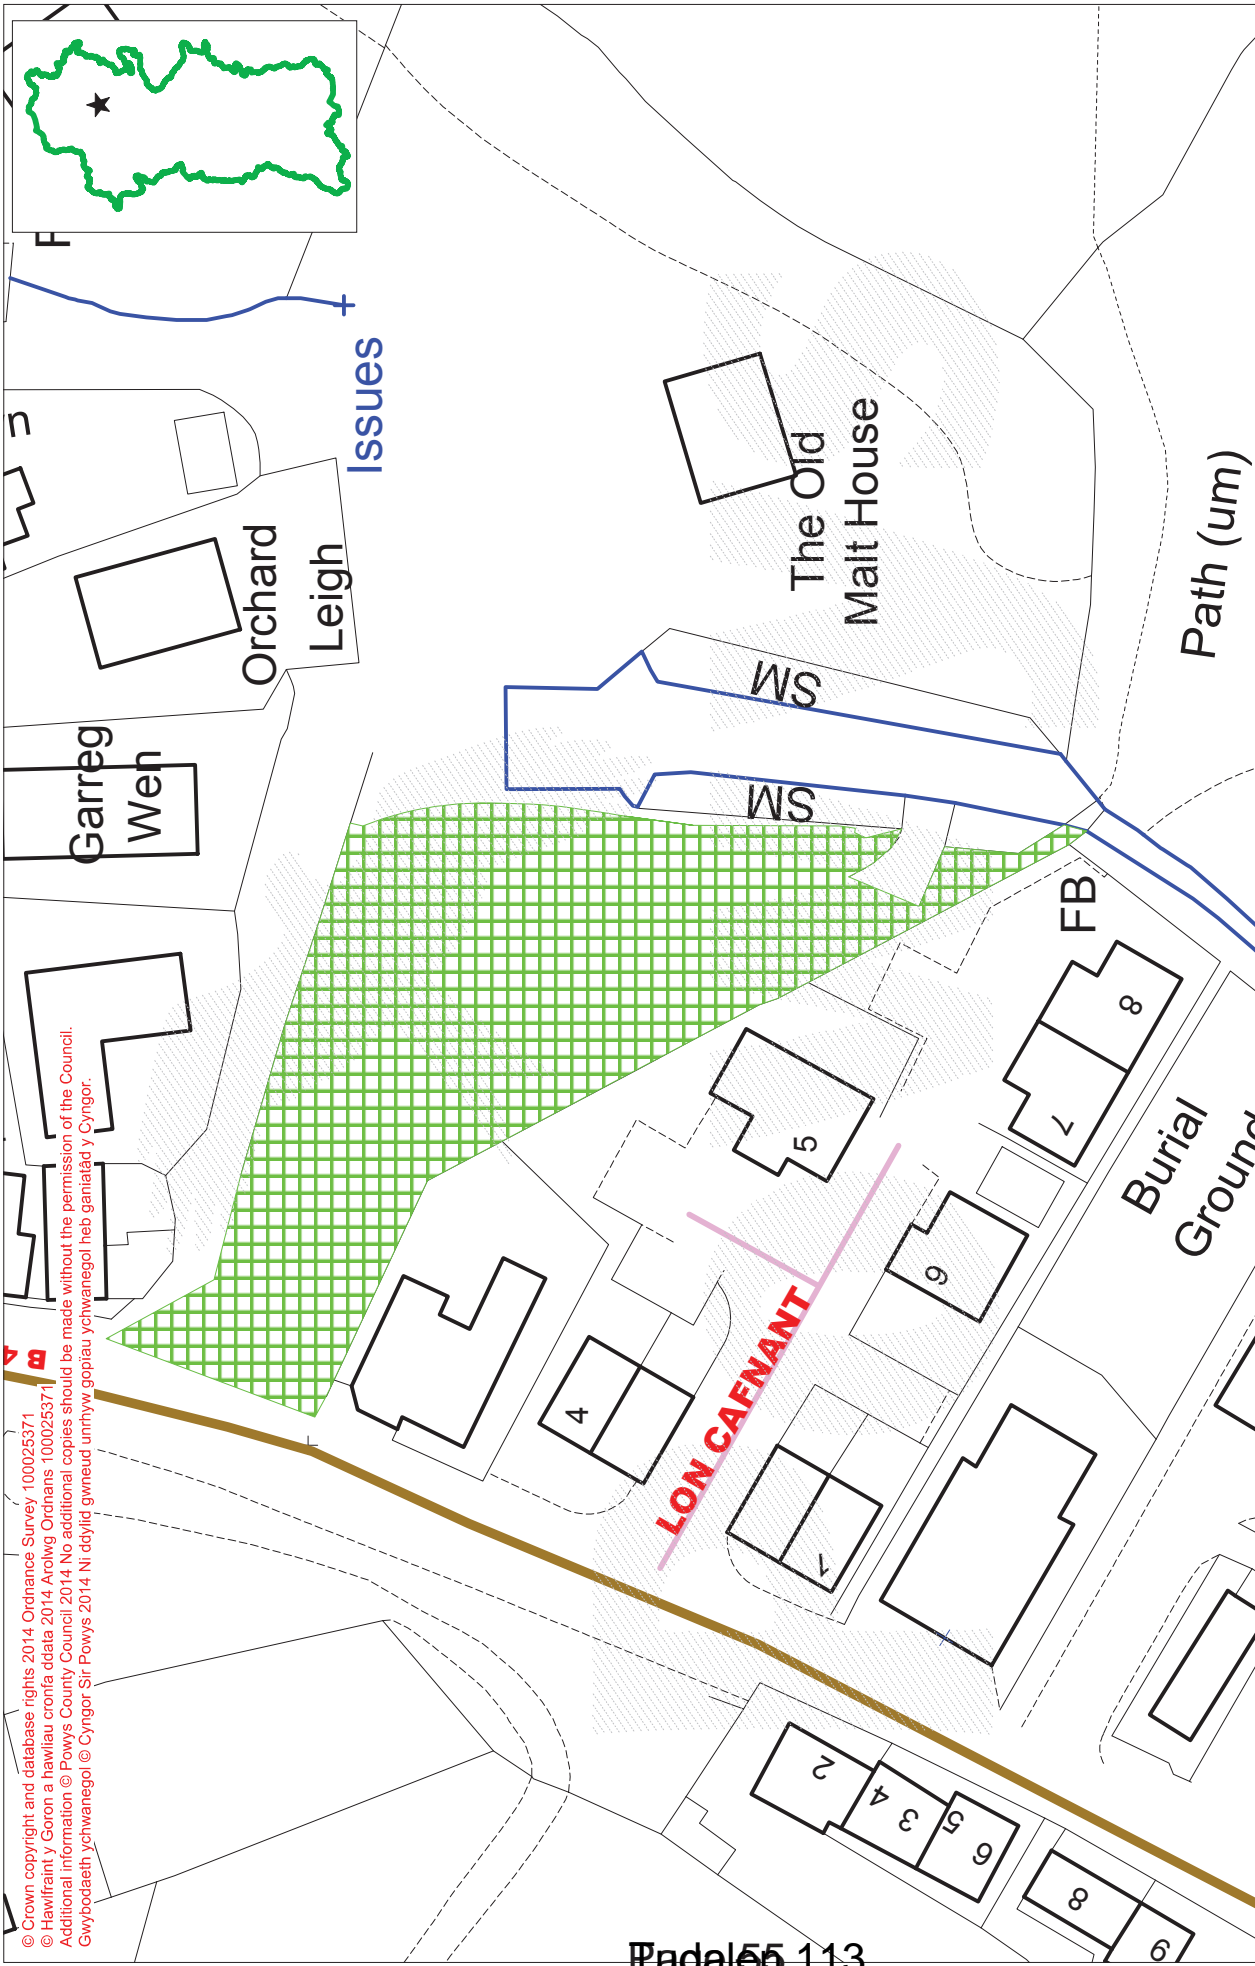 © Crown copyright and database rights 2014 Ordnance Survey 100025371
© Hawlfraint y Goron a hawliau cronfa ddata 2014 Arolwg Ordnans 100025371
Additional information © Powys County Council 2014 No additional copies should be made without the permission of the Council.
Gwybodaeth ychwanegol © Cyngor Sir Powys 2014 Ni ddylid gwneud unrhyw gopïau ychwanegol heb ganiatâd y Cyngor.
B 4
Garreg
Wen
Orchard
Leigh
Issues
The Old
Malt House
SM
SM
Path (um)
FB
Burial
Ground
LON CAFNANT
4
5
8
7
6
1
2
4
3
5
6
8
9
113